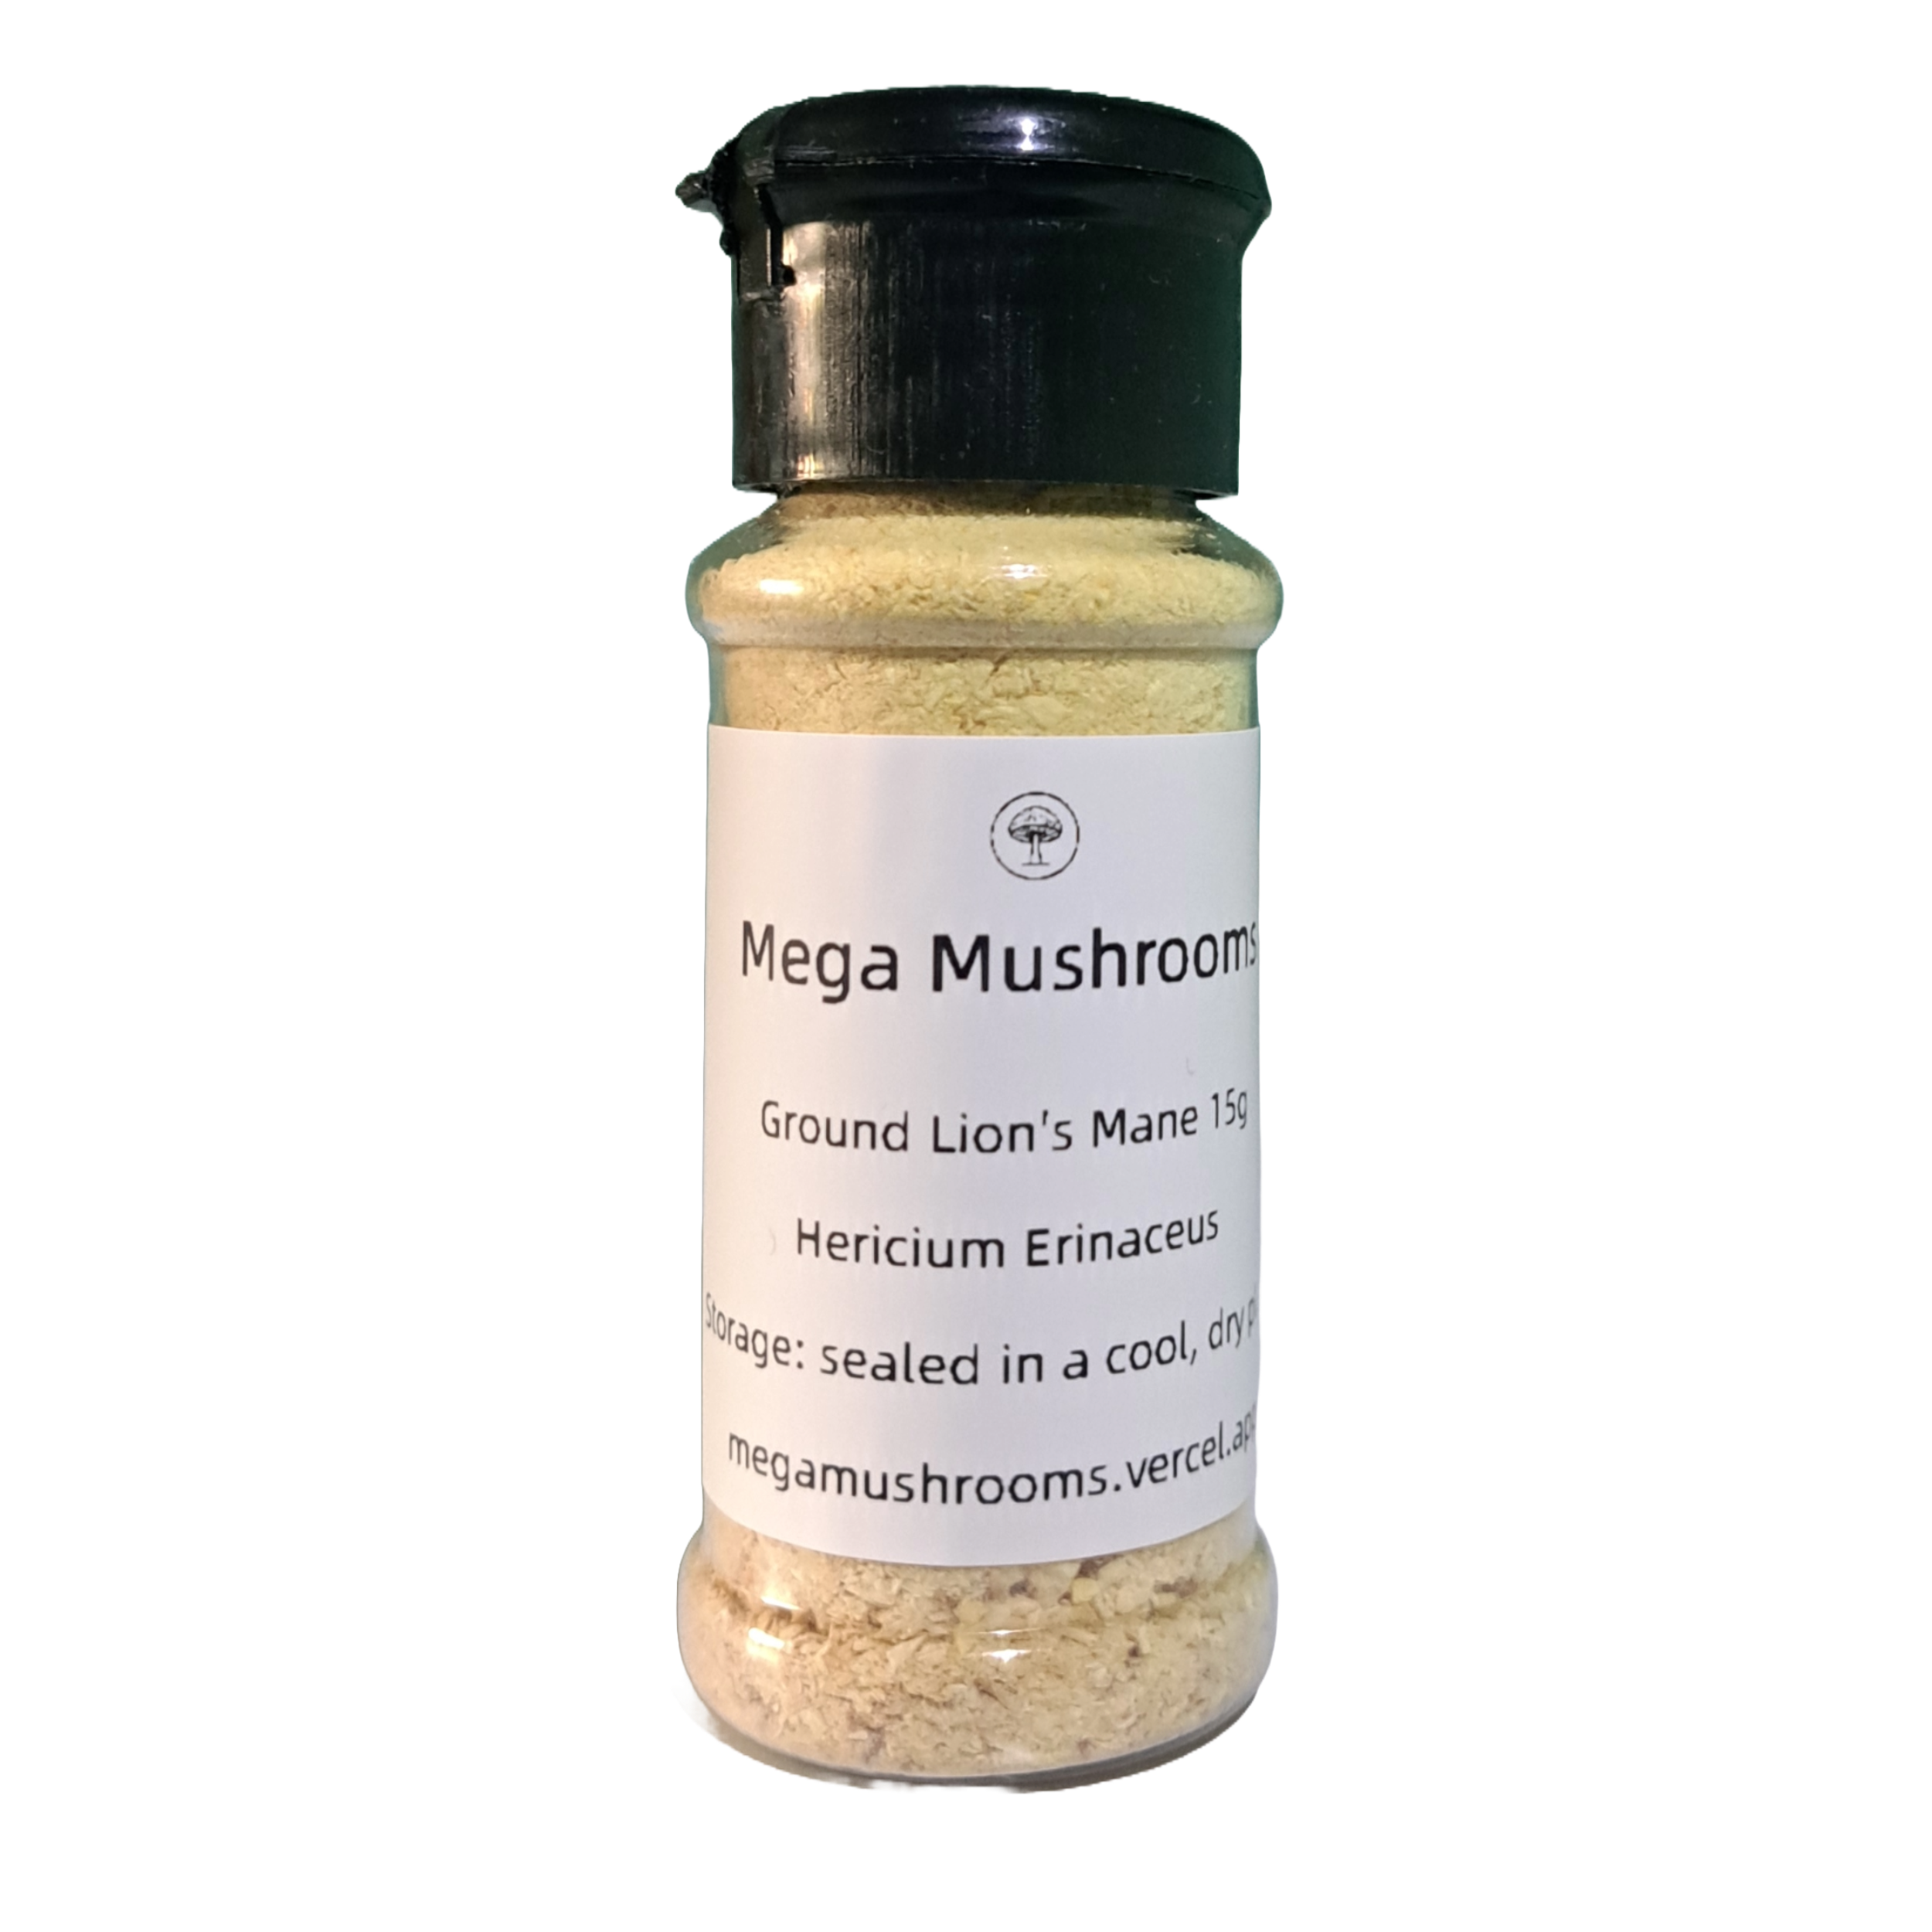 Mega Mushrooms
Ground Lion's Mane 15g
Hericium Erinaceus
Storage: sealed in a cool, dry
megamushrooms.vercel.ap